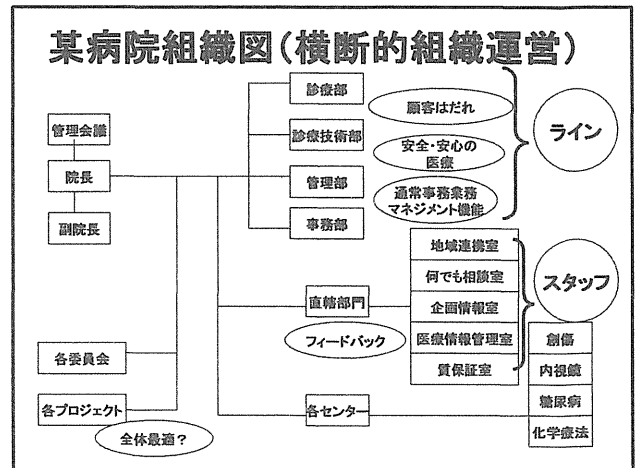 某病院組織図(横断的組織運営)
診療部
顧客はだれ
ライン
管理会議
診療技術部
安全・安心の
医療
院長
管理部
通常事務業務
マネジメント機能
副院長
事務部
地域連携室
何でも相談室
スタッフ
直轄部門
企画情報室
フィードバック
医療情報管理室
創傷
各委員会
質保証室
内視鏡
各プロジェクト
各センター
糖尿病
全体最適?
化学療法